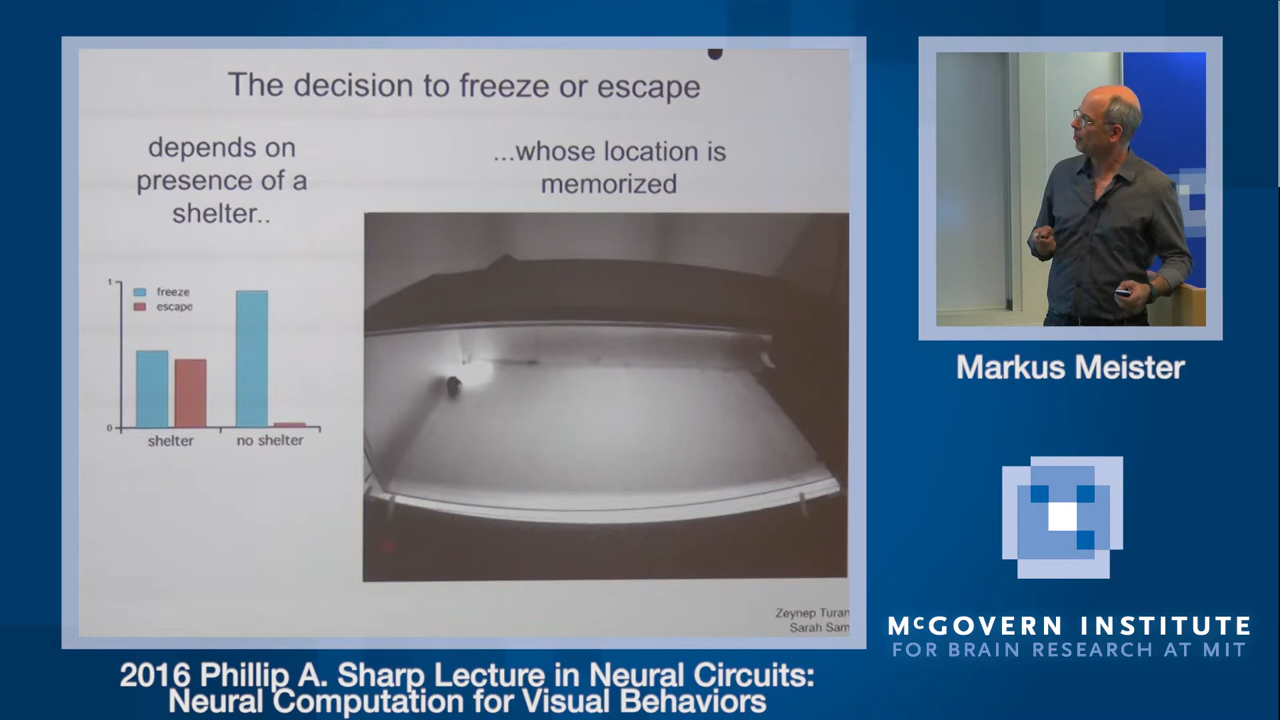 The decision to freeze or escape
depends on
presence of a
shelter..
...whose location is
memorized
1
freeze
escape
0
shelter
no shelter
Zeynep Turan
Sarah Sam
Markus Meister
McGOVERN INSTITUTE
FOR BRAIN RESEARCH AT MIT
2016 Phillip A. Sharp Lecture in Neural Circuits:
Neural Computation for Visual Behaviors